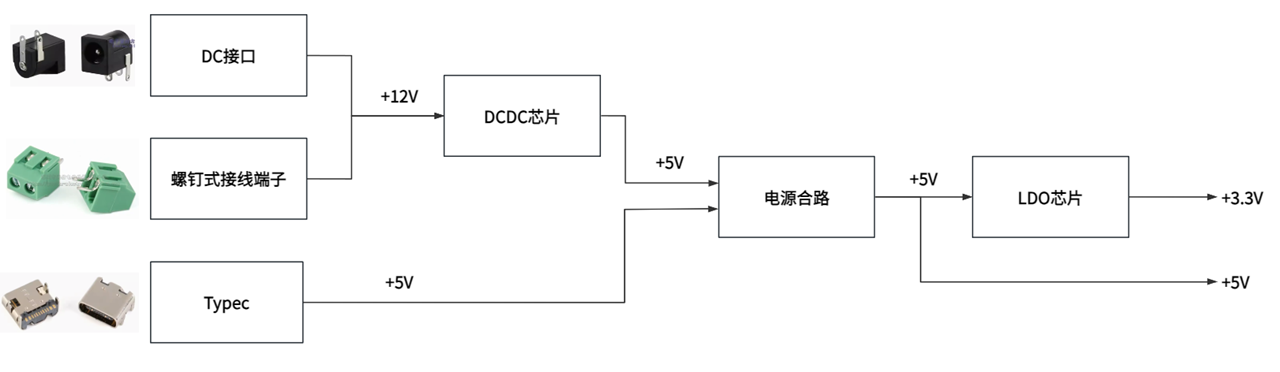 DC接口
+12V
DCDC芯片
螺钉式接线端子
+5V
电源合路
+5V
LDO芯片
+3.3V
Typec
+5V
+5V